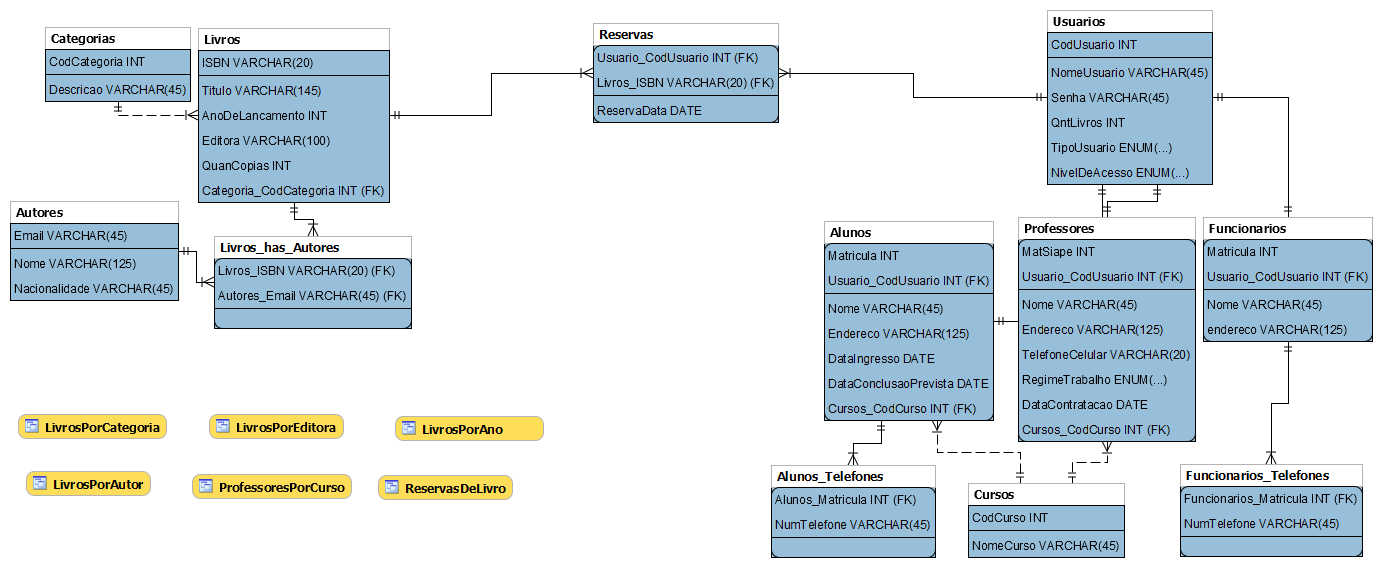 Categorias
CodCategoria INT
Descricao VARCHAR(45)
Livros
ISBN VARCHAR(20)
Titulo VARCHAR(145)
AnoDeLancamento INT
Editora VARCHAR(100)
QuanCopias INT
Categoria_CodCategoria INT (FK)
Reservas
Usuario_CodUsuario INT (FK)
Livros_ISBN VARCHAR(20) (FK)
ReservaData DATE
Usuarios
CodUsuario INT
NomeUsuario VARCHAR(45)
Senha VARCHAR(45)
QntLivros INT
TipoUsuario ENUM(...)
NivelDeAcesso ENUM(...)
Autores
Email VARCHAR(45)
Nome VARCHAR(125)
Nacionalidade VARCHAR(45)
Livros_has_Autores
Livros_ISBN VARCHAR(20) (FK)
Autores_Email VARCHAR(45) (FK)
Alunos
Matricula INT
Usuario_CodUsuario INT (FK)
Nome VARCHAR(45)
Endereco VARCHAR(125)
DataIngresso DATE
DataConclusaoPrevista DATE
Cursos_CodCurso INT (FK)
Professores
MatSiape INT
Usuario_CodUsuario INT (FK)
Nome VARCHAR(45)
Endereco VARCHAR(125)
TelefoneCelular VARCHAR(20)
RegimeTrabalho ENUM(...)
DataContratacao DATE
Cursos_CodCurso INT (FK)
Funcionarios
Matricula INT
Usuario_CodUsuario INT (FK)
Nome VARCHAR(45)
endereco VARCHAR(125)
LivrosPorCategoria
LivrosPorEditora
LivrosPorAno
LivrosPorAutor
ProfessoresPorCurso
ReservasDeLivro
Alunos_Telefones
Alunos_Matricula INT (FK)
NumTelefone VARCHAR(45)
Cursos
CodCurso INT
NomeCurso VARCHAR(45)
Funcionarios_Telefones
Funcionarios_Matricula INT (FK)
NumTelefone VARCHAR(45)